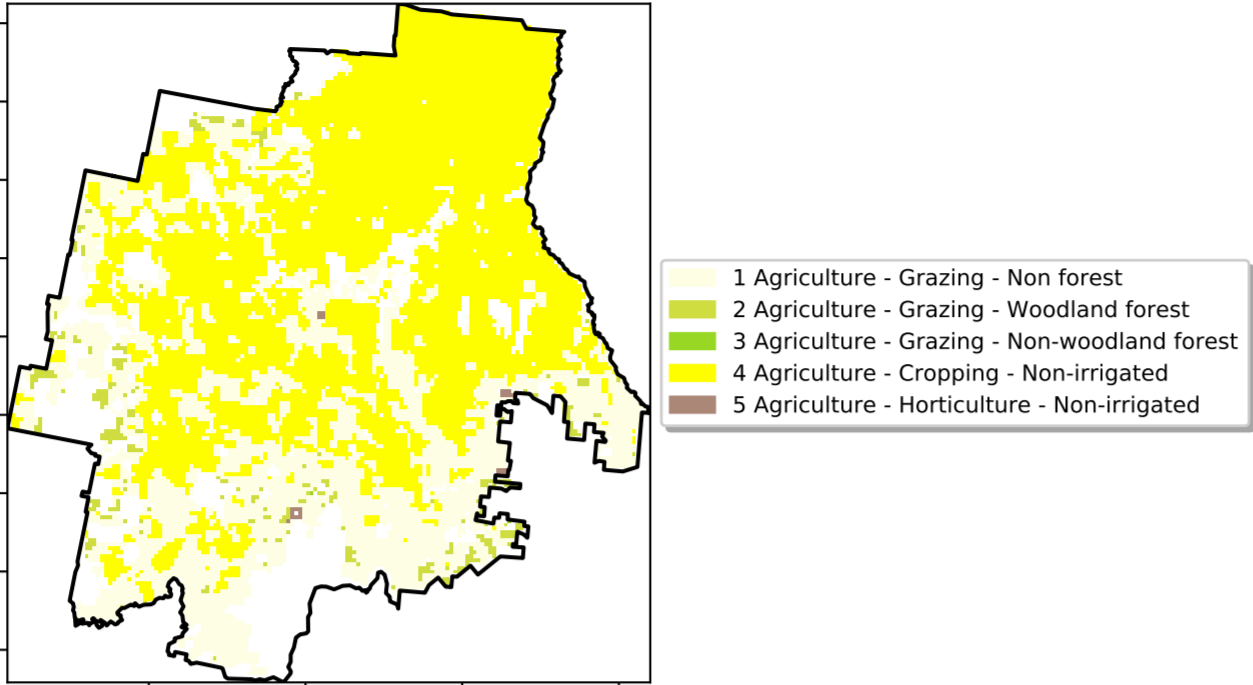 1 Agriculture - Grazing - Non forest
2 Agriculture - Grazing - Woodland forest
3 Agriculture - Grazing - Non-woodland forest
4 Agriculture - Cropping - Non-irrigated
5 Agriculture - Horticulture - Non-irrigated